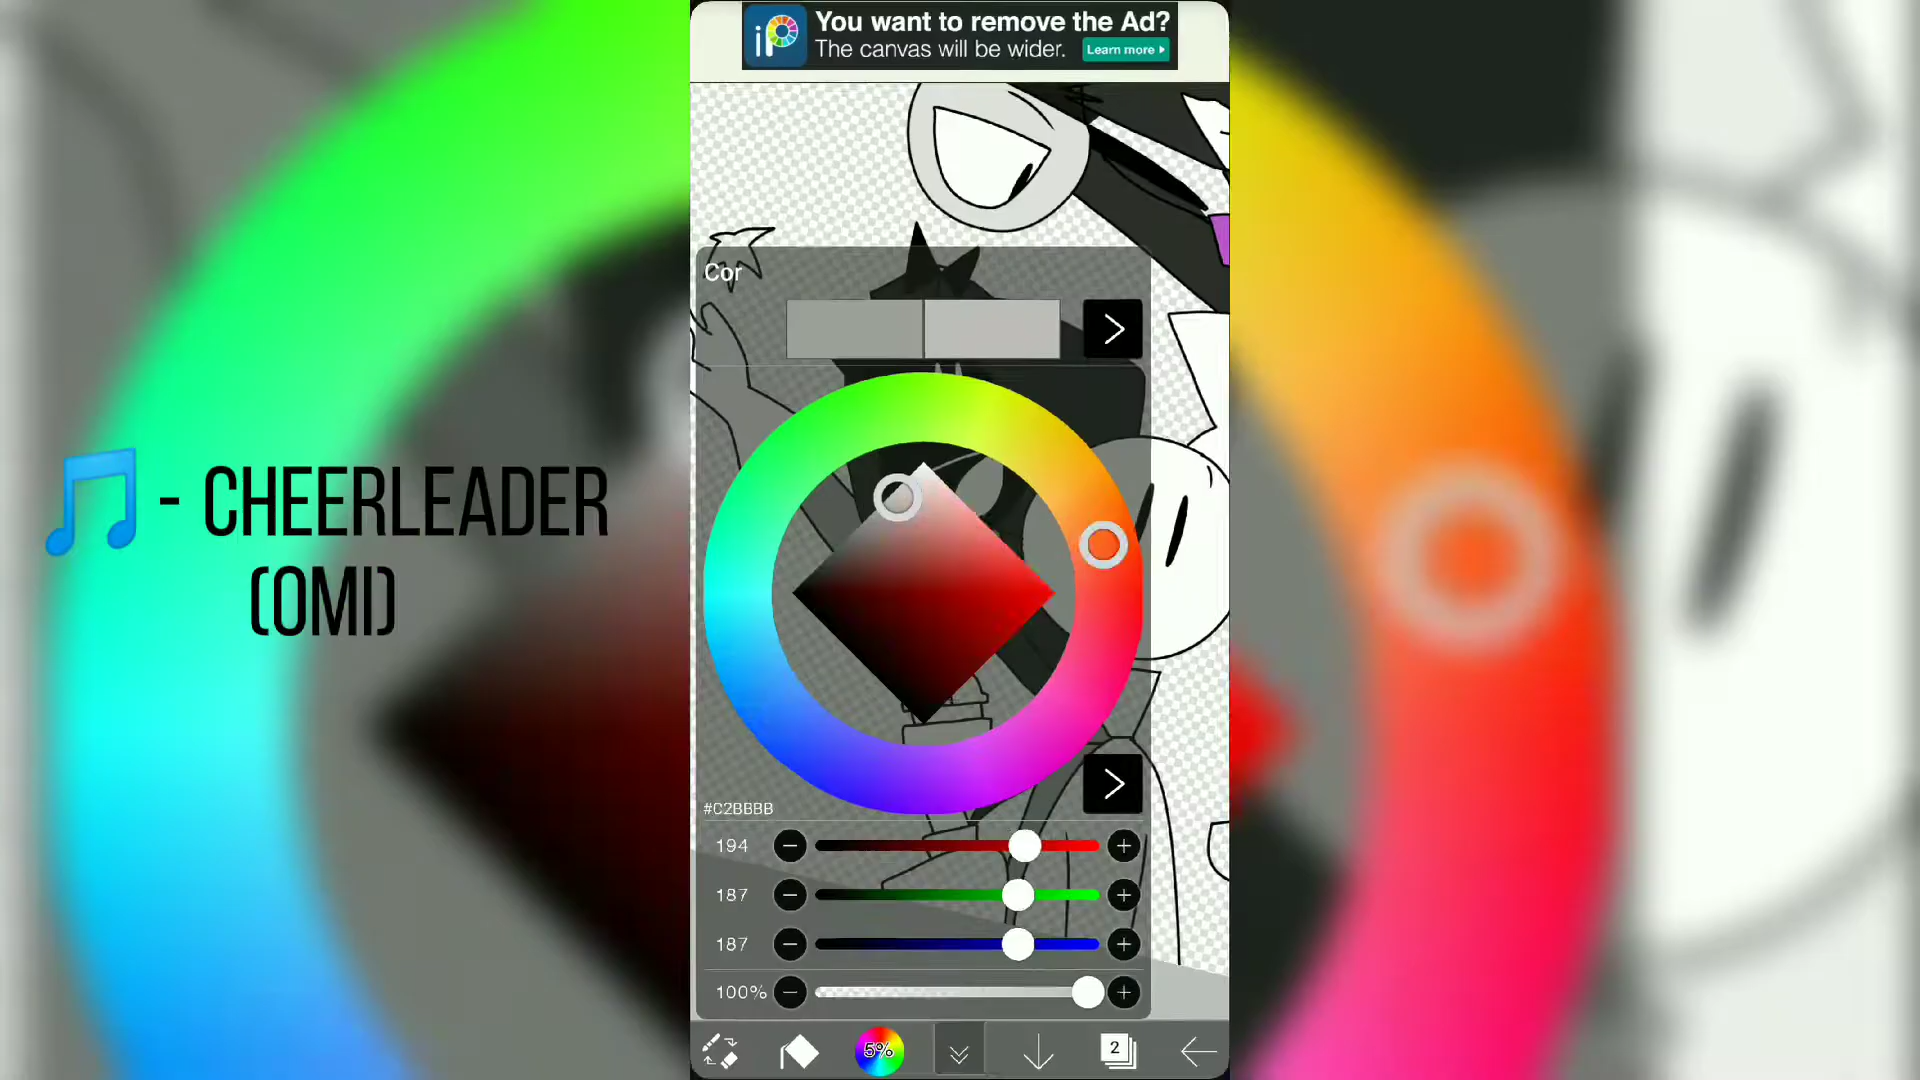 iP
You want to remove the Ad?
The canvas will be wider.
Learn more
Cor
🎵 - CHEERLEADER
(OMI)
#C2BBBB
194
187
187
100%
5%
2